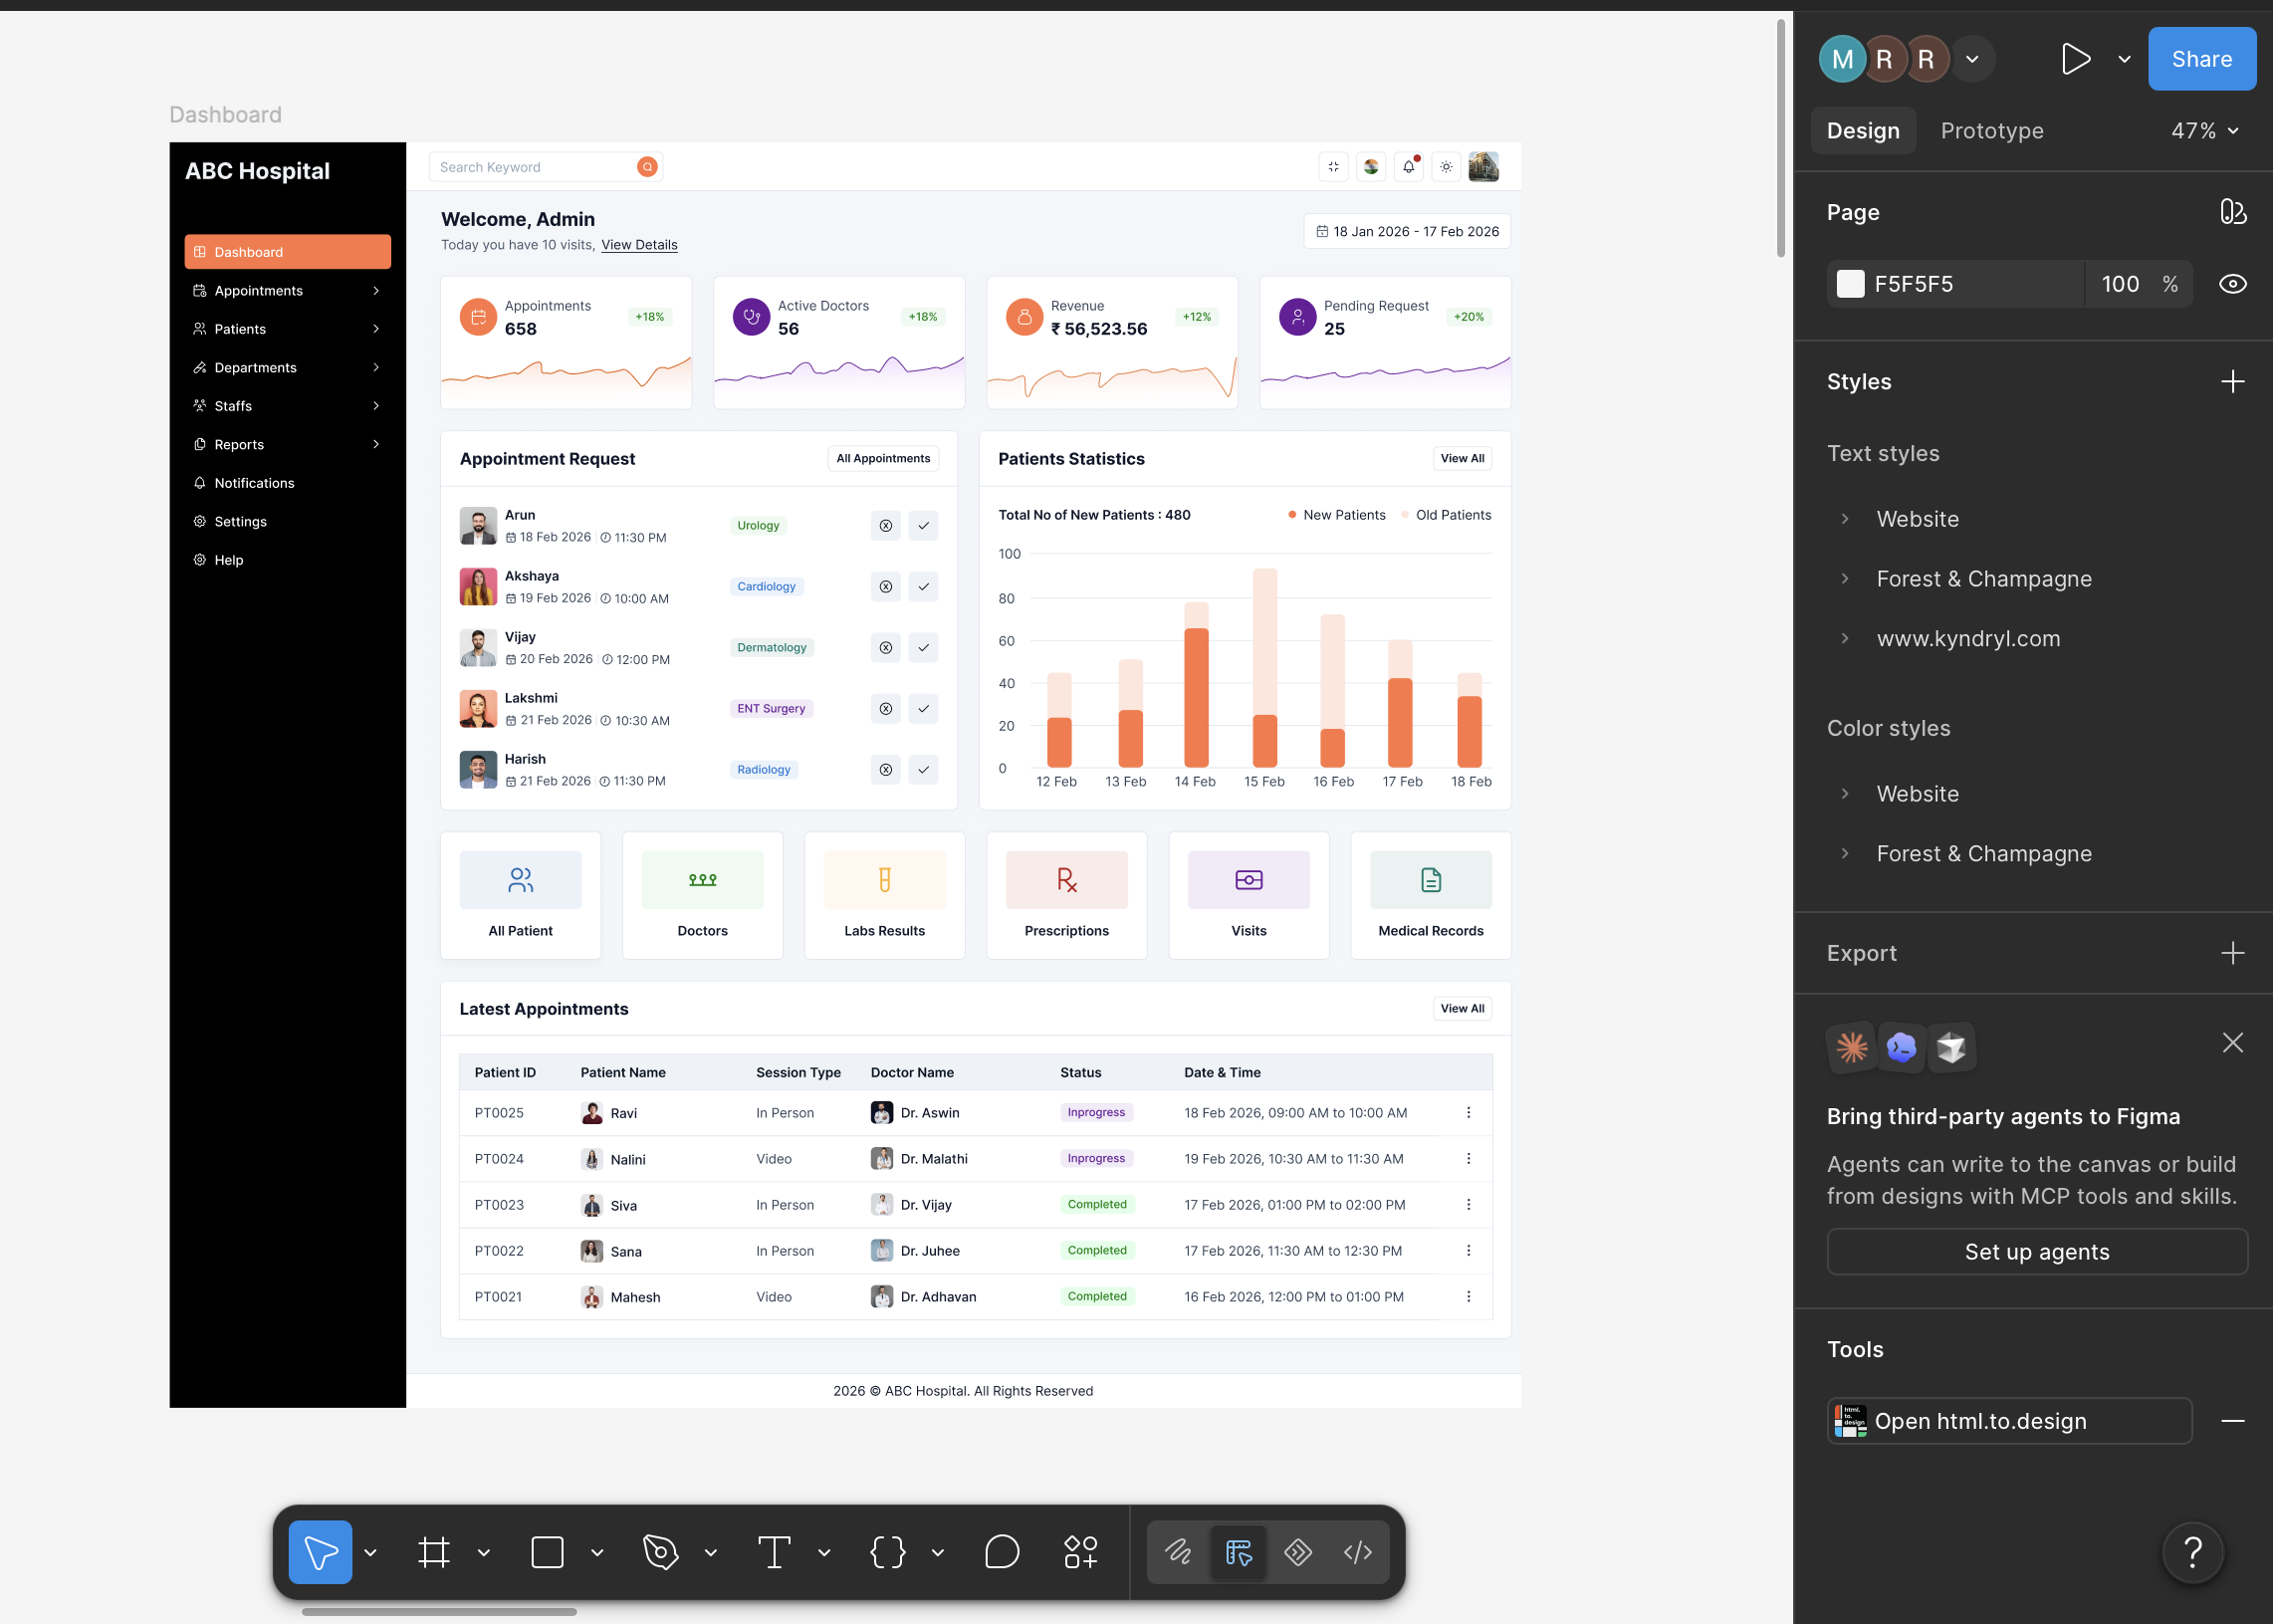 M R R
Share
Design Prototype 47%
Page
F5F5F5 100 %
Styles
Text styles
Website
Forest & Champagne
www.kyndryl.com
Color styles
Website
Forest & Champagne
Export
Bring third-party agents to Figma
Agents can write to the canvas or build
from designs with MCP tools and skills.
Set up agents
Tools
html.
to.
design
Open html.to.design
?
Dashboard
ABC Hospital
Dashboard
Appointments
Patients
Departments
Staffs
Reports
Notifications
Settings
Help
Search Keyword
Welcome, Admin
Today you have 10 visits, View Details
18 Jan 2026 - 17 Feb 2026
Appointments
658
+18%
Active Doctors
56
+18%
Revenue
₹ 56,523.56
+12%
Pending Request
25
+20%
Appointment Request
All Appointments
Arun
18 Feb 2026 11:30 PM
Urology
Akshaya
19 Feb 2026 10:00 AM
Cardiology
Vijay
20 Feb 2026 12:00 PM
Dermatology
Lakshmi
21 Feb 2026 10:30 AM
ENT Surgery
Harish
21 Feb 2026 11:30 PM
Radiology
Patients Statistics
View All
Total No of New Patients : 480
New Patients Old Patients
100
80
60
40
20
0
12 Feb 13 Feb 14 Feb 15 Feb 16 Feb 17 Feb 18 Feb
All Patient
Doctors
Labs Results
Prescriptions
Visits
Medical Records
Latest Appointments
View All
Patient ID Patient Name Session Type Doctor Name Status Date & Time
PT0025 Ravi In Person Dr. Aswin Inprogress 18 Feb 2026, 09:00 AM to 10:00 AM
PT0024 Nalini Video Dr. Malathi Inprogress 19 Feb 2026, 10:30 AM to 11:30 AM
PT0023 Siva In Person Dr. Vijay Completed 17 Feb 2026, 01:00 PM to 02:00 PM
PT0022 Sana In Person Dr. Juhee Completed 17 Feb 2026, 11:30 AM to 12:30 PM
PT0021 Mahesh Video Dr. Adhavan Completed 16 Feb 2026, 12:00 PM to 01:00 PM
2026 © ABC Hospital. All Rights Reserved